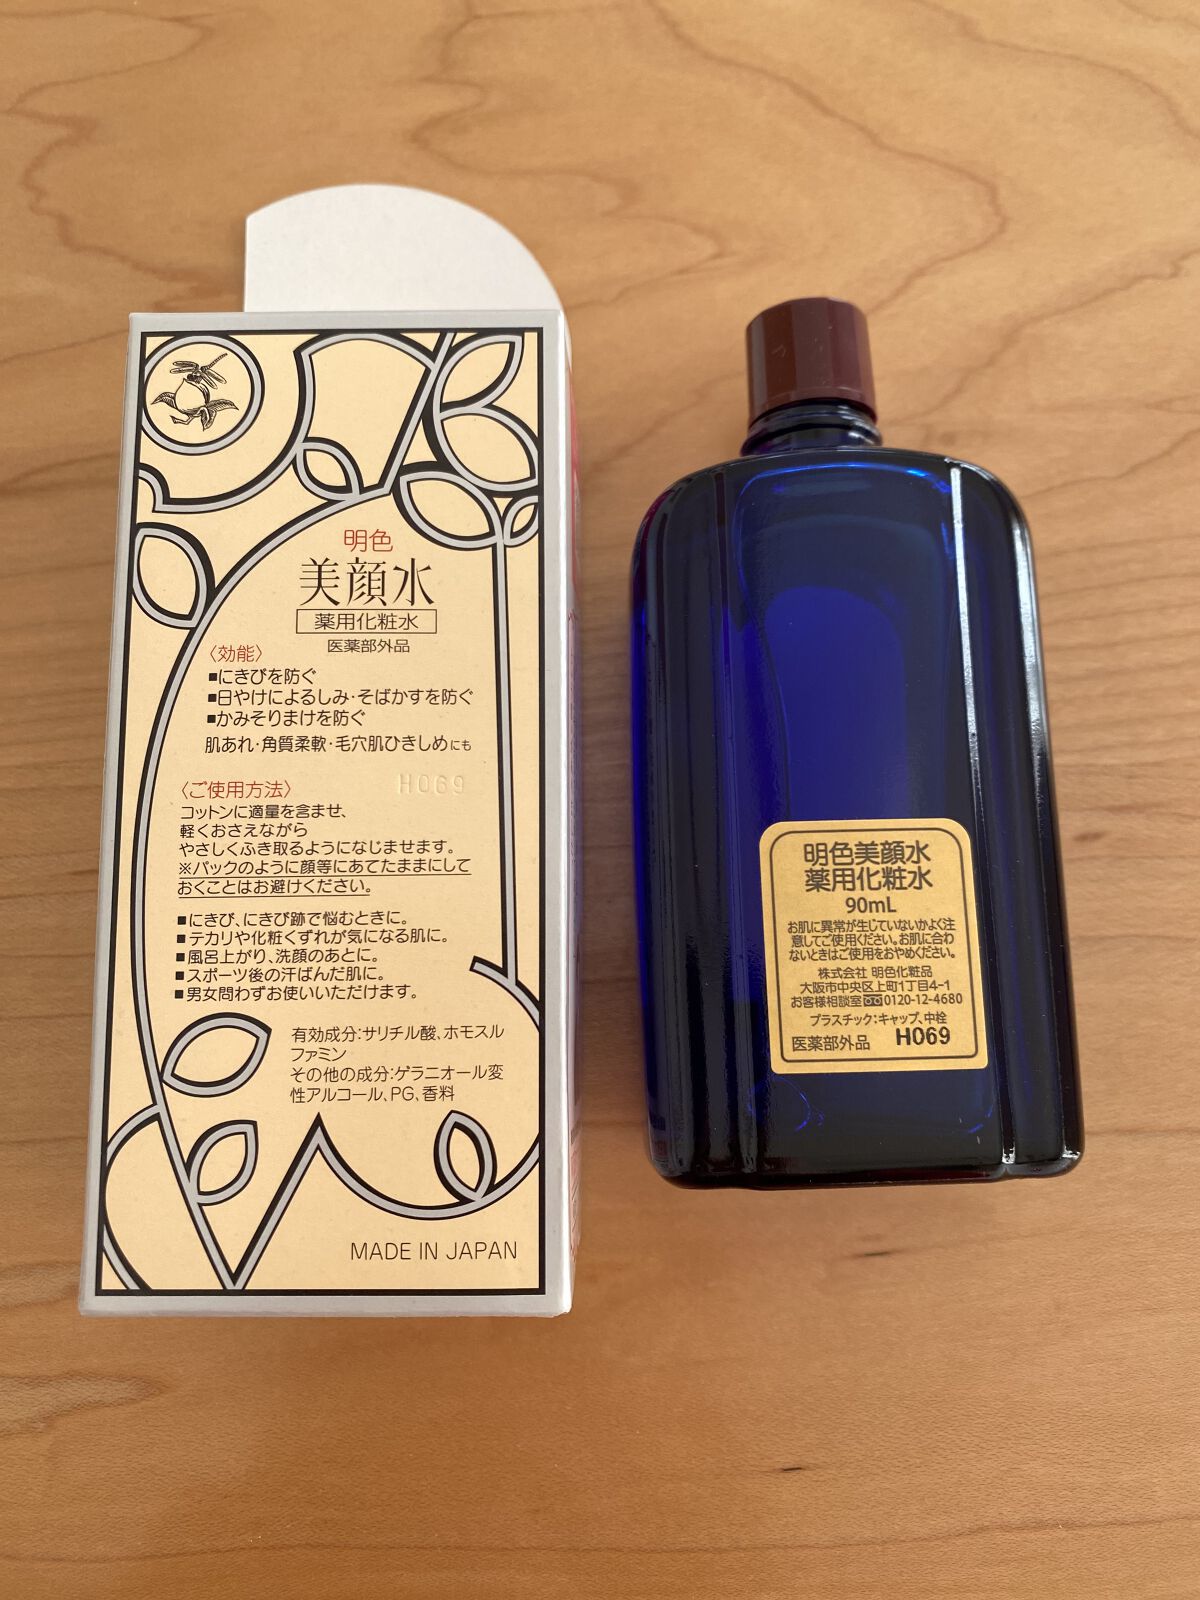 明色
美顔水
薬用化粧水
医薬部外品
〈効能〉
■にきびを防ぐ
■日やけによるしみ・そばかすを防ぐ
■かみそりまけを防ぐ
肌あれ・角質柔軟・毛穴肌ひきしめにも
H069
〈ご使用方法〉
コットンに適量を含ませ、
軽くおさえながら
やさしくふき取るようになじませます。
※パックのように顔等にあてたままにして
おくことはお避けください。
■にきび、にきび跡で悩むときに。
■テカリや化粧くずれが気になる肌に。
■風呂上がり、洗顔のあとに。
■スポーツ後の汗ばんだ肌に。
■男女問わずお使いいただけます。
有効成分:サリチル酸、ホモスル
ファミン
その他の成分:ゲラニオール変
性アルコール、PG、香料
MADE IN JAPAN
明色美顔水
薬用化粧水
90mL
お肌に異常が生じていないかよく注
意してご使用ください。お肌に合わ
ないときはご使用をおやめください。
株式会社 明色化粧品
大阪市中央区上町1丁目4-1
お客様相談室 0120-12-4680
プラスチック:キャップ、中栓
医薬部外品 H069